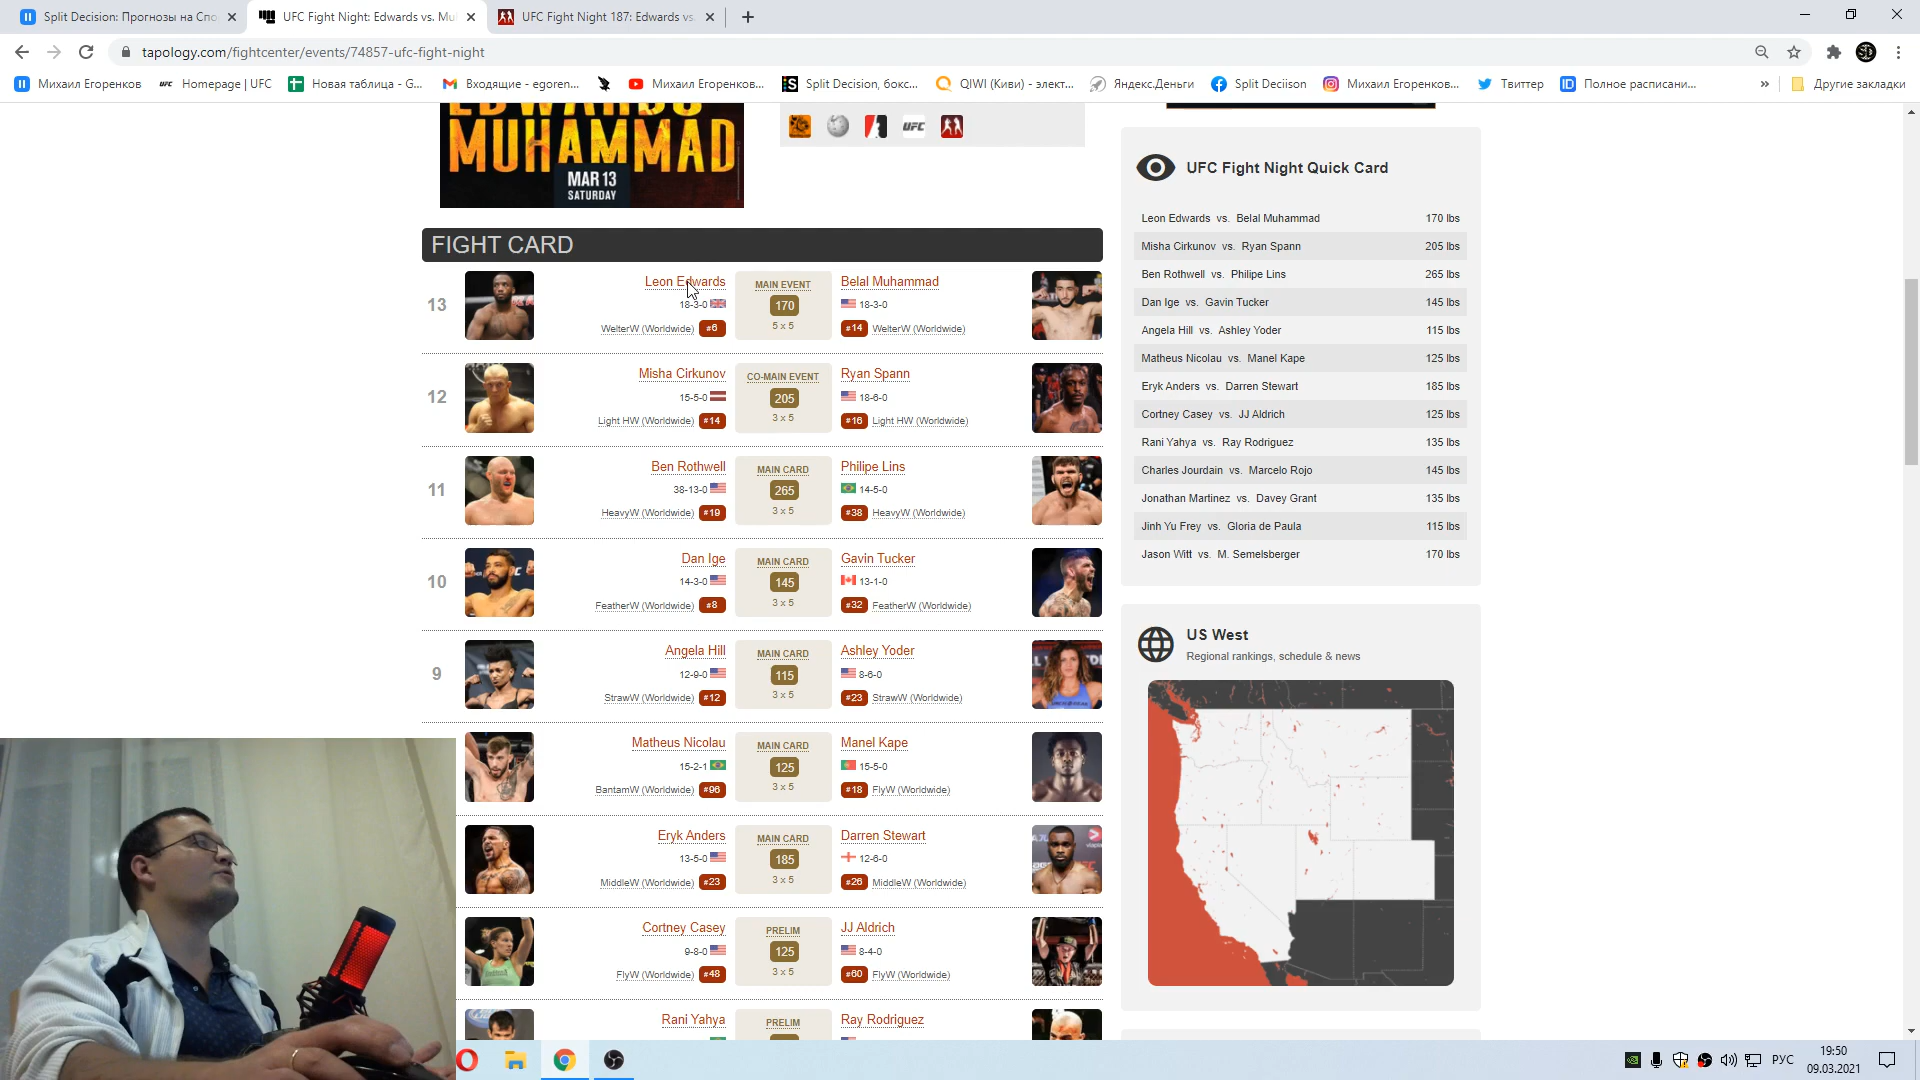 Split Decision: Прогнозы на Спо
UFC Fight Night: Edwards vs. Mu
UFC Fight Night 187: Edwards vs.
tapology.com/fightcenter/events/74857-ufc-fight-night
Михаил Егоренков
Homepage | UFC
Новая таблица - G...
Входящие - egoren...
Михаил Егоренков...
Split Decision, бокс...
QIWI (Киви) - элект...
Яндекс.Деньги
Split Deciison
Михаил Егоренков...
Твиттер
Полное расписани...
»
Другие закладки
EDWARDS
MUHAMMAD
MAR 13
SATURDAY
UFC
FIGHT CARD
13
Leon Edwards
18-3-0
WelterW (Worldwide) #6
MAIN EVENT
170
5 x 5
Belal Muhammad
18-3-0
#14 WelterW (Worldwide)
12
Misha Cirkunov
15-5-0
Light HW (Worldwide) #14
CO-MAIN EVENT
205
3 x 5
Ryan Spann
18-6-0
#16 Light HW (Worldwide)
11
Ben Rothwell
38-13-0
HeavyW (Worldwide) #19
MAIN CARD
265
3 x 5
Philipe Lins
14-5-0
#38 HeavyW (Worldwide)
10
Dan Ige
14-3-0
FeatherW (Worldwide) #8
MAIN CARD
145
3 x 5
Gavin Tucker
13-1-0
#32 FeatherW (Worldwide)
9
Angela Hill
12-9-0
StrawW (Worldwide) #12
MAIN CARD
115
3 x 5
Ashley Yoder
8-6-0
#23 StrawW (Worldwide)
Matheus Nicolau
15-2-1
BantamW (Worldwide) #96
MAIN CARD
125
3 x 5
Manel Kape
15-5-0
#18 FlyW (Worldwide)
Eryk Anders
13-5-0
MiddleW (Worldwide) #23
MAIN CARD
185
3 x 5
Darren Stewart
12-6-0
#26 MiddleW (Worldwide)
Cortney Casey
9-8-0
FlyW (Worldwide) #48
PRELIM
125
3 x 5
JJ Aldrich
8-4-0
#60 FlyW (Worldwide)
Rani Yahya
PRELIM
Ray Rodriguez
UFC Fight Night Quick Card
Leon Edwards vs. Belal Muhammad 170 lbs
Misha Cirkunov vs. Ryan Spann 205 lbs
Ben Rothwell vs. Philipe Lins 265 lbs
Dan Ige vs. Gavin Tucker 145 lbs
Angela Hill vs. Ashley Yoder 115 lbs
Matheus Nicolau vs. Manel Kape 125 lbs
Eryk Anders vs. Darren Stewart 185 lbs
Cortney Casey vs. JJ Aldrich 125 lbs
Rani Yahya vs. Ray Rodriguez 135 lbs
Charles Jourdain vs. Marcelo Rojo 145 lbs
Jonathan Martinez vs. Davey Grant 135 lbs
Jinh Yu Frey vs. Gloria de Paula 115 lbs
Jason Witt vs. M. Semelsberger 170 lbs
US West
Regional rankings, schedule & news
РУС
19:50
09.03.2021